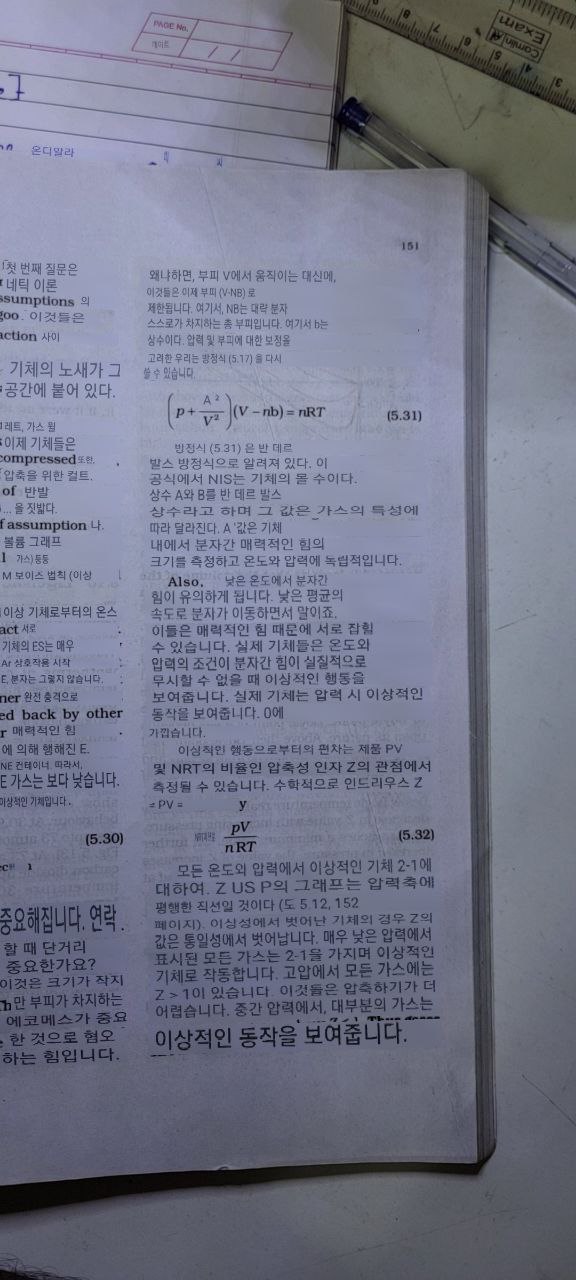 PAGE No.
데이트
/ /
온디알라
Exam
151
첫 번째 질문은
네틱 이론
ssumptions 의
goo. 이것들은
action 사이
기체의 노새가 그
공간에 붙어 있다.
레트, 가스 월
이제 기체들은
compressed 또한,
압축을 위한 컬트.
of 반발
... 을 짓밟다.
f assumption 나.
볼륨 그래프
가스) 등등
M 보이즈 법칙 (이상
이상 기체로부터의 온스
act 서로
기체의 ES는 매우
Ar 상호작용 시작
E. 분자는 그렇지 않습니다.
ner 완전 충격으로
ed back by other
r 매력적인 힘
에 의해 행해진 E.
NE 컨테이너. 따라서,
E 가스는 보다 낮습니다.
이상적인 기체입니다.
(5.30)
중요해집니다. 연락
할 때 단거리
중요한가요?
이것은 크기가 작지
Th만 부피가 차지하는
에코메스가 중요
한 것으로 혐오
하는 힘입니다.
왜냐하면, 부피 V에서 움직이는 대신에,
이것들은 이제 부피 (V-NB) 로
제한됩니다. 여기서, NB는 대략 분자
스스로가 차지하는 총 부피입니다. 여기서 b는
상수이다. 압력 및 부피에 대한 보정을
고려한 우리는 방정식 (5.17) 을 다시
쓸 수 있습니다.
(p + A ²/V²)(V − nb) = nRT (5.31)
방정식 (5.31) 은 반 데르
발스 방정식으로 알려져 있다. 이
공식에서 NIS는 기체의 몰 수이다.
상수 A와 B를 반 데르 발스
상수라고 하며 그 값은 가스의 특성에
따라 달라진다. A '값은 기체
내에서 분자간 매력적인 힘의
크기를 측정하고 온도와 압력에 독립적입니다.
Also, 낮은 온도에서 분자간
힘이 유의하게 됩니다. 낮은 평균의
속도로 분자가 이동하면서 말이죠.
이들은 매력적인 힘 때문에 서로 잡힐
수 있습니다. 실제 기체들은 온도와
압력의 조건이 분자간 힘이 실질적으로
무시할 수 없을 때 이상적인 행동을
보여줍니다. 실제 기체는 압력 시 이상적인
동작을 보여줍니다. 0에
가깝습니다.
이상적인 행동으로부터의 편차는 제품 PV
및 NRT의 비율인 압축성 인자 Z의 관점에서
측정될 수 있습니다. 수학적으로 인드리우스 Z
= PV = y
pV
n RT (5.32)
모든 온도와 압력에서 이상적인 기체 2-1에
대하여. Z US P의 그래프는 압력축에
평행한 직선일 것이다 (도 5.12, 152
페이지). 이상성에서 벗어난 기체의 경우 Z의
값은 통일성에서 벗어납니다. 매우 낮은 압력에서
표시된 모든 가스는 2-1을 가지며 이상적인
기체로 작동합니다. 고압에서 모든 가스에는
Z > 1이 있습니다. 이것들은 압축하기가 더
어렵습니다. 중간 압력에서, 대부분의 가스는
이상적인 동작을 보여줍니다.